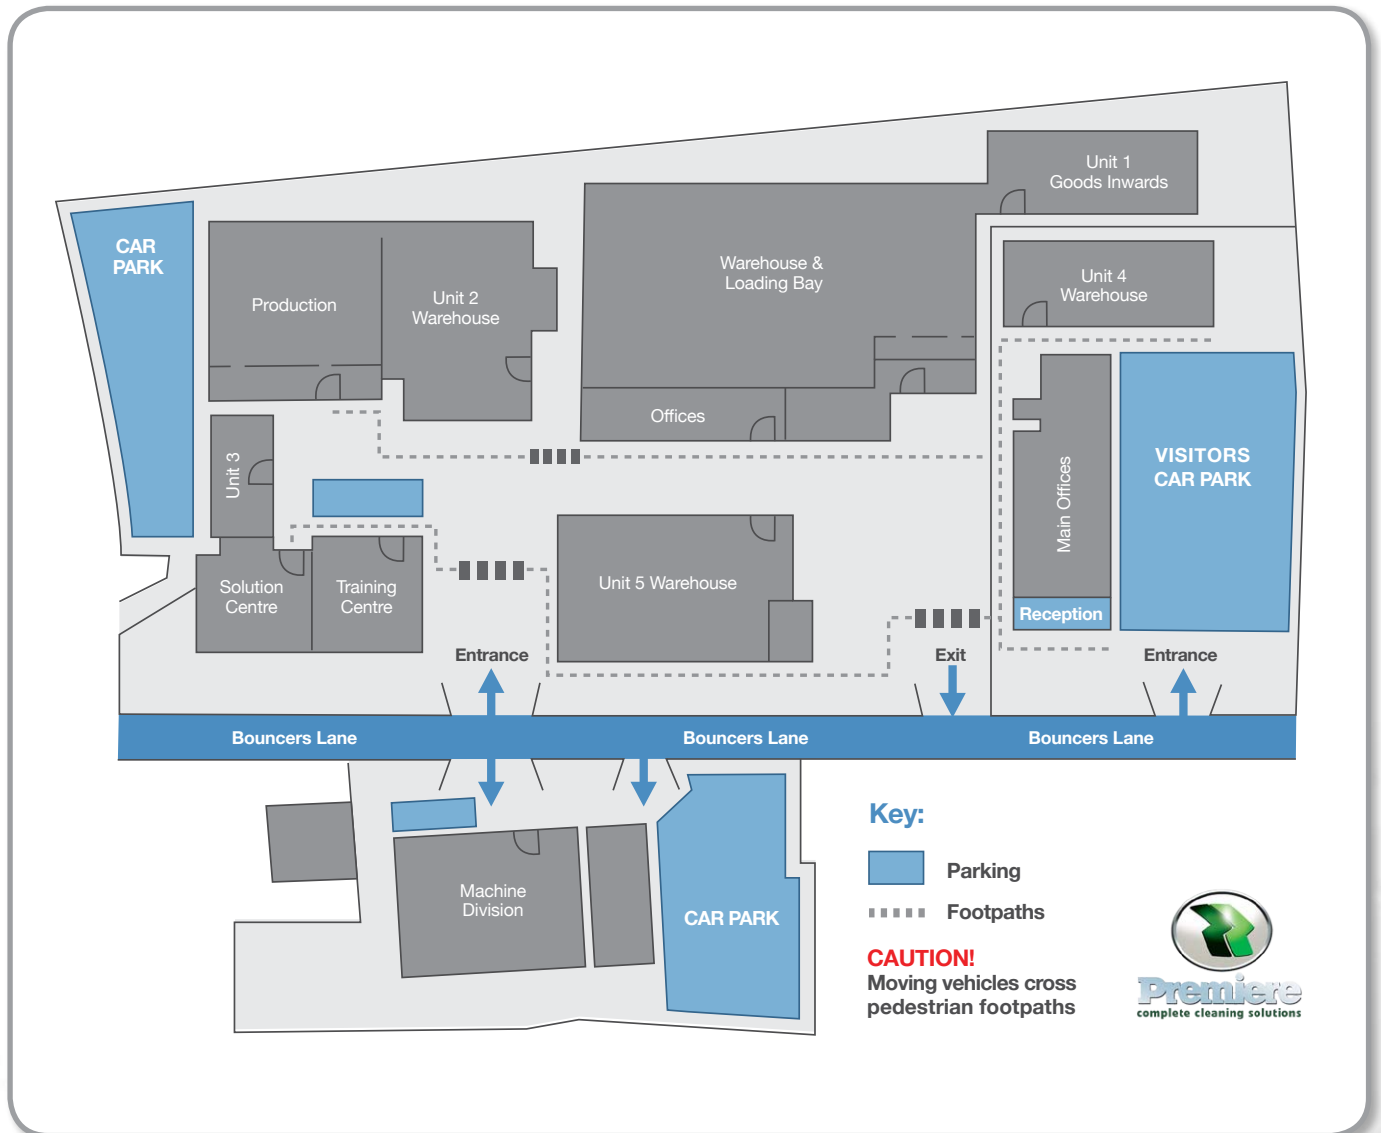 Unit 1
Goods Inwards
CAR
PARK
Warehouse &
Loading Bay
Unit 4
Warehouse
Production
Unit 2
Warehouse
Offices
Unit 3
Main Offices
VISITORS
CAR PARK
Solution
Centre
Training
Centre
Unit 5 Warehouse
Reception
Entrance
Exit
Entrance
Bouncers Lane
Bouncers Lane
Bouncers Lane
Machine
Division
CAR PARK
Key:
Parking
Footpaths
CAUTION!
Moving vehicles cross
pedestrian footpaths
Premiere
complete cleaning solutions